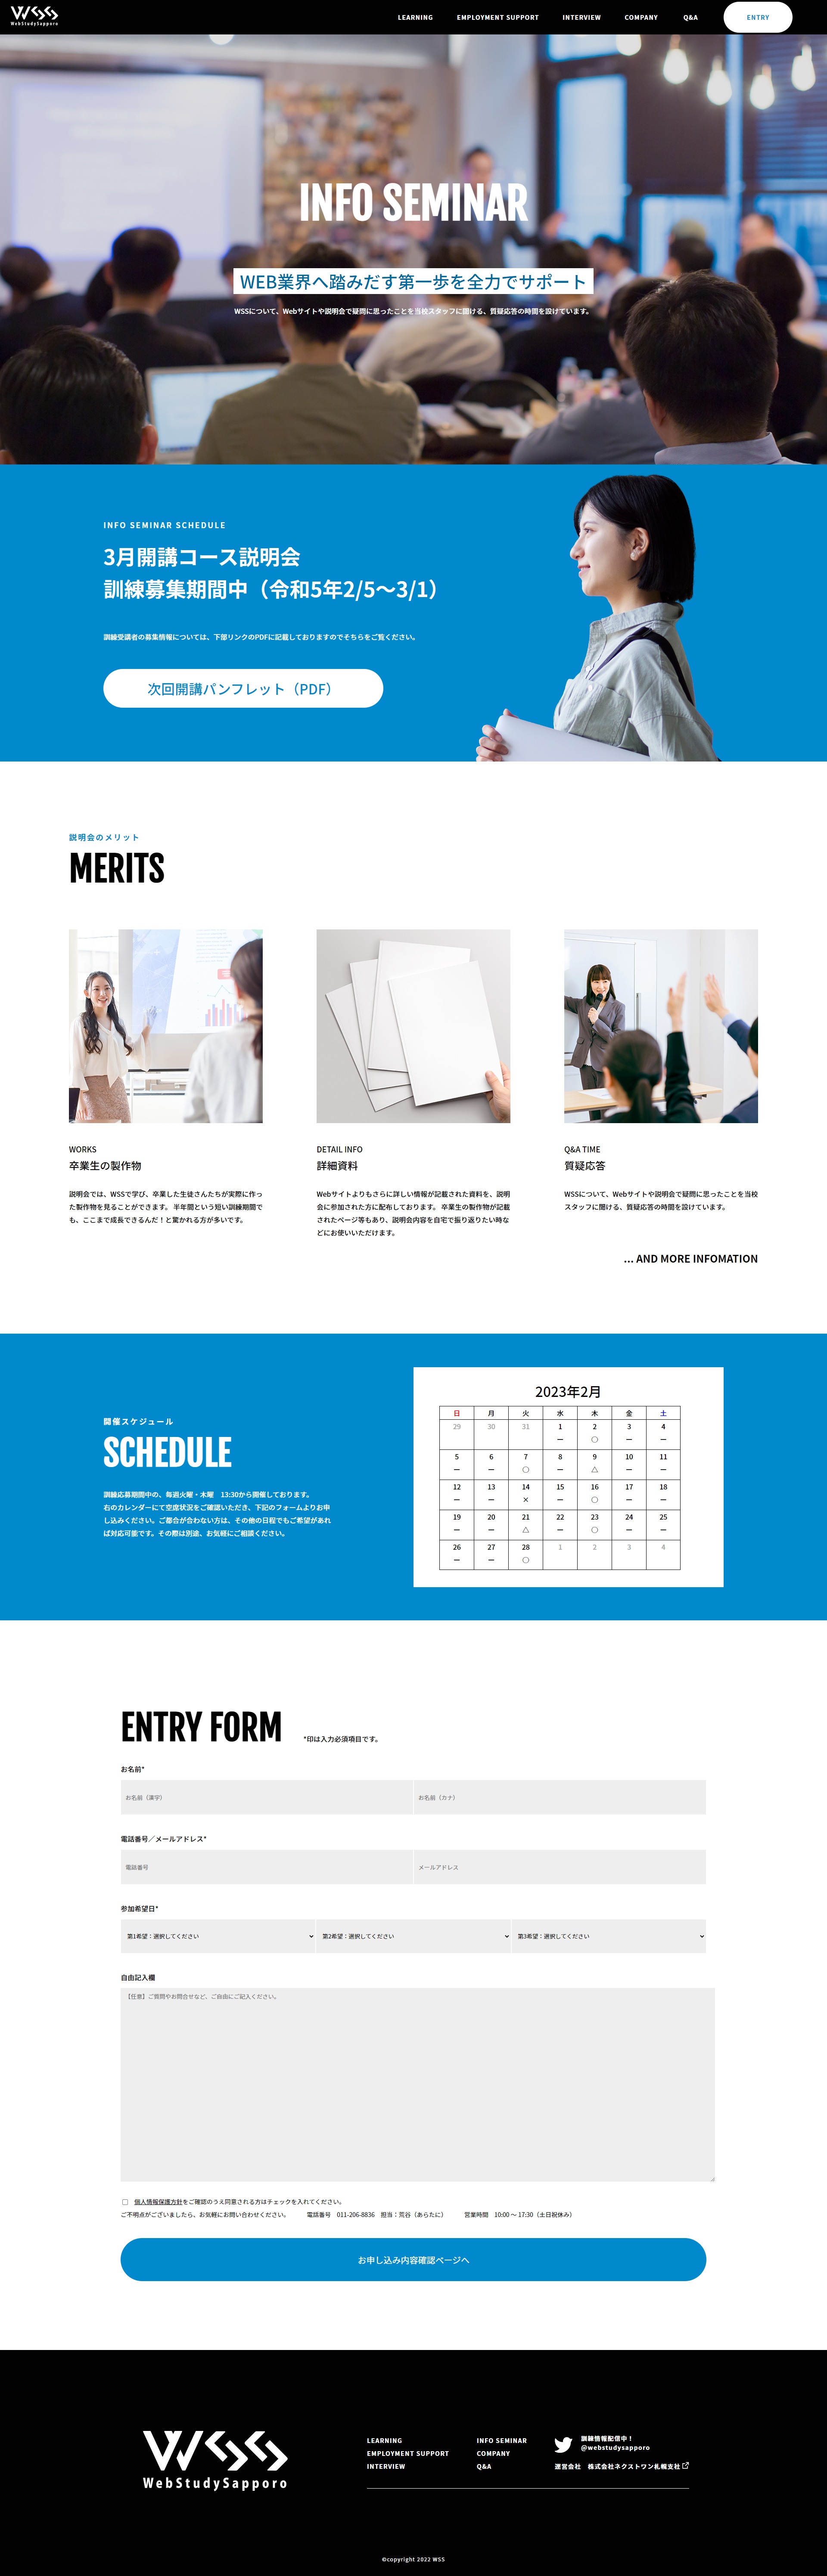 WSS
WebStudySapporo
LEARNING EMPLOYMENT SUPPORT INTERVIEW COMPANY Q&A ENTRY
INFO SEMINAR
WEB業界へ踏みだす第一歩を全力でサポート
WSSについて、Webサイトや説明会で疑問に思ったことを当校スタッフに聞ける、質疑応答の時間を設けています。
INFO SEMINAR SCHEDULE
3月開講コース説明会
訓練募集期間中（令和5年2/5〜3/1）
訓練受講者の募集情報については、下部リンクのPDFに記載しておりますのでそちらをご覧ください。
次回開講パンフレット（PDF）
説明会のメリット
MERITS
WORKS
卒業生の製作物
説明会では、WSSで学び、卒業した生徒さんたちが実際に作っ
た製作物を見ることができます。 半年間という短い訓練期間で
も、ここまで成長できるんだ！と驚かれる方が多いです。
DETAIL INFO
詳細資料
Webサイトよりもさらに詳しい情報が記載された資料を、説明
会に参加された方に配布しております。 卒業生の製作物が記載
されたページ等もあり、説明会内容を自宅で振り返りたい時な
どにお使いいただけます。
Q&A TIME
質疑応答
WSSについて、Webサイトや説明会で疑問に思ったことを当校
スタッフに聞ける、質疑応答の時間を設けています。
... AND MORE INFOMATION
開催スケジュール
SCHEDULE
訓練応募期間中の、毎週火曜・木曜　13:30から開催しております。
右のカレンダーにて空席状況をご確認いただき、下記のフォームよりお申
し込みください。ご都合が合わない方は、その他の日程でもご希望があれ
ば対応可能です。その際は別途、お気軽にご相談ください。
2023年2月
日 月 火 水 木 金 土
29 30 31 1 2 3 4
ー 〇 ー ー
5 6 7 8 9 10 11
ー ー 〇 ー △ ー ー
12 13 14 15 16 17 18
ー ー × ー 〇 ー ー
19 20 21 22 23 24 25
ー ー △ ー 〇 ー ー
26 27 28 1 2 3 4
ー ー 〇
ENTRY FORM *印は入力必須項目です。
お名前*
お名前（漢字） お名前（カナ）
電話番号／メールアドレス*
電話番号 メールアドレス
参加希望日*
第1希望：選択してください 第2希望：選択してください 第3希望：選択してください
自由記入欄
【任意】ご質問やお問合せなど、ご自由にご記入ください。
個人情報保護方針をご確認のうえ同意される方はチェックを入れてください。
ご不明点がございましたら、お気軽にお問い合わせください。 電話番号　011-206-8836　担当：荒谷（あらたに） 営業時間　10:00 〜 17:30（土日祝休み）
お申し込み内容確認ページへ
WSS
WebStudySapporo
LEARNING
EMPLOYMENT SUPPORT
INTERVIEW
INFO SEMINAR
COMPANY
Q&A
訓練情報配信中！
@webstudysapporo
運営会社　株式会社ネクストワン札幌支社
©copyright 2022 WSS